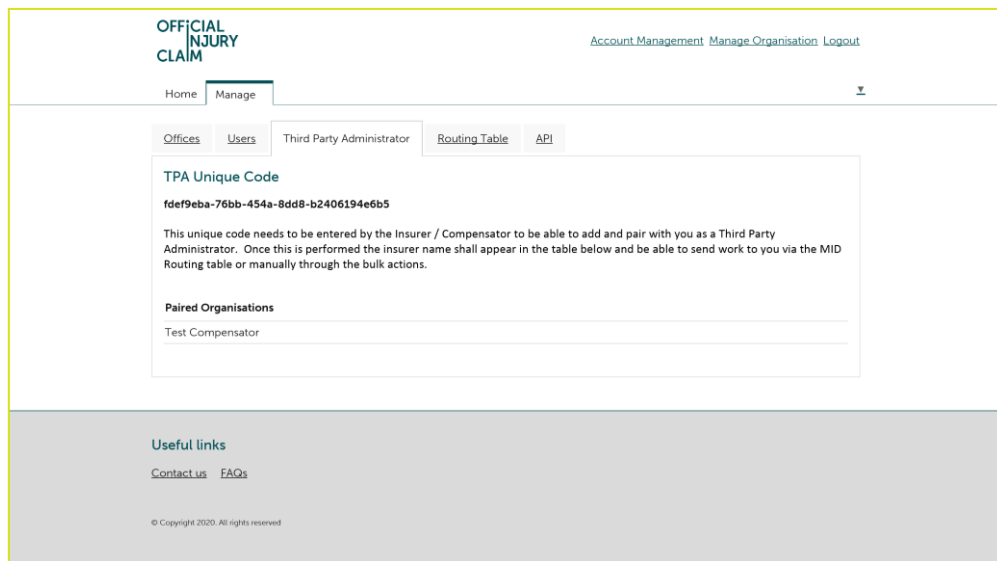 OFFICIAL
INJURY
CLAIM
Account Management Manage Organisation Logout
Home Manage
Offices Users Third Party Administrator Routing Table API
TPA Unique Code
fdef9eba-76bb-454a-8dd8-b2406194e6b5
This unique code needs to be entered by the Insurer / Compensator to be able to add and pair with you as a Third Party
Administrator. Once this is performed the insurer name shall appear in the table below and be able to send work to you via the MID
Routing table or manually through the bulk actions.
Paired Organisations
Test Compensator
Useful links
Contact us FAQs
© Copyright 2020. All rights reserved